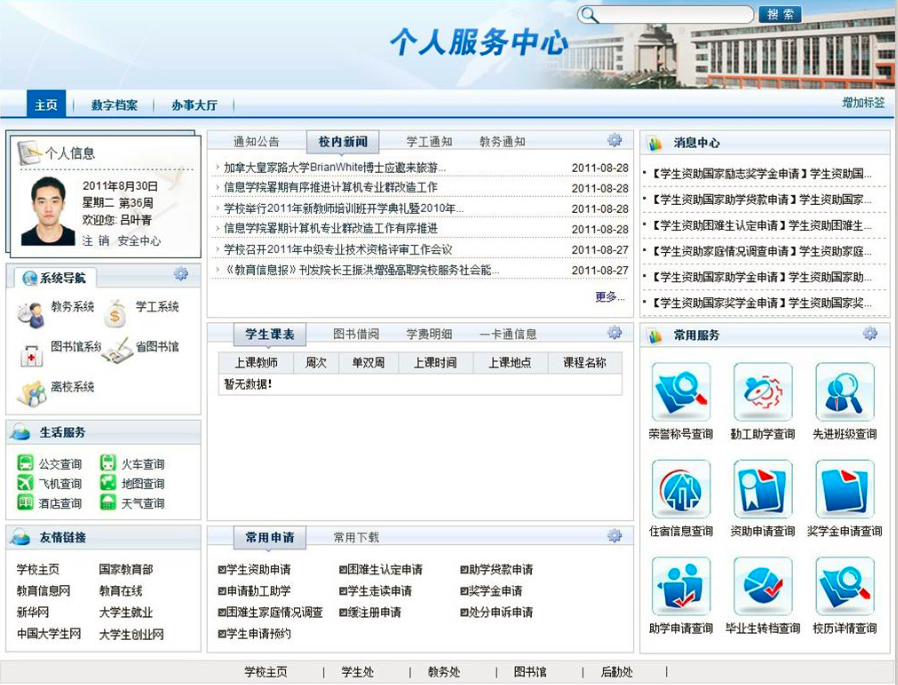 搜 索
个人服务中心
主页 数字档案 办事大厅
增加标签
个人信息
2011年8月30日
星期二 第36周
欢迎您: 吕叶青
注 销 安全中心
系统导航
教务系统 学工系统
图书馆系统 省图书馆
离校系统
生活服务
公交查询 火车查询
飞机查询 地图查询
酒店查询 天气查询
友情链接
学校主页 国家教育部
教育信息网 教育在线
新华网 大学生就业
中国大学生网 大学生创业网
通知公告 校内新闻 学工通知 教务通知
加拿大皇家路大学BrianWhite博士应邀来旅游... 2011-08-28
信息学院署期有序推进计算机专业群改造工作 2011-08-28
学校举行2011年新教师培训班开学典礼暨2010年... 2011-08-28
信息学院署期计算机专业群改造工作有序推进 2011-08-28
学校召开2011年中级专业技术资格评审工作会议 2011-08-27
《教育信息报》刊发院长王振洪增强高职院校服务社会能... 2011-08-27
更多...
学生课表 图书借阅 学费明细 一卡通信息
上课教师 周次 单双周 上课时间 上课地点 课程名称
暂无数据!
常用申请 常用下载
学生资助申请 困难生认定申请 助学贷款申请
申请勤工助学 学生走读申请 奖学金申请
困难生家庭情况调查 缓注册申请 处分申诉申请
学生申请预约
消息中心
【学生资助国家励志奖学金申请】学生资助国...
【学生资助国家助学贷款申请】学生资助国家...
【学生资助困难生认定申请】学生资助困难生...
【学生资助家庭情况调查申请】学生资助家庭...
【学生资助国家助学金申请】学生资助国家助...
【学生资助国家奖学金申请】学生资助国家奖...
常用服务
荣誉称号查询 勤工助学查询 先进班级查询
住宿信息查询 资助申请查询 奖学金申请查询
助学申请查询 毕业生转档查询 校历详情查询
学校主页 | 学生处 | 教务处 | 图书馆 | 后勤处 |